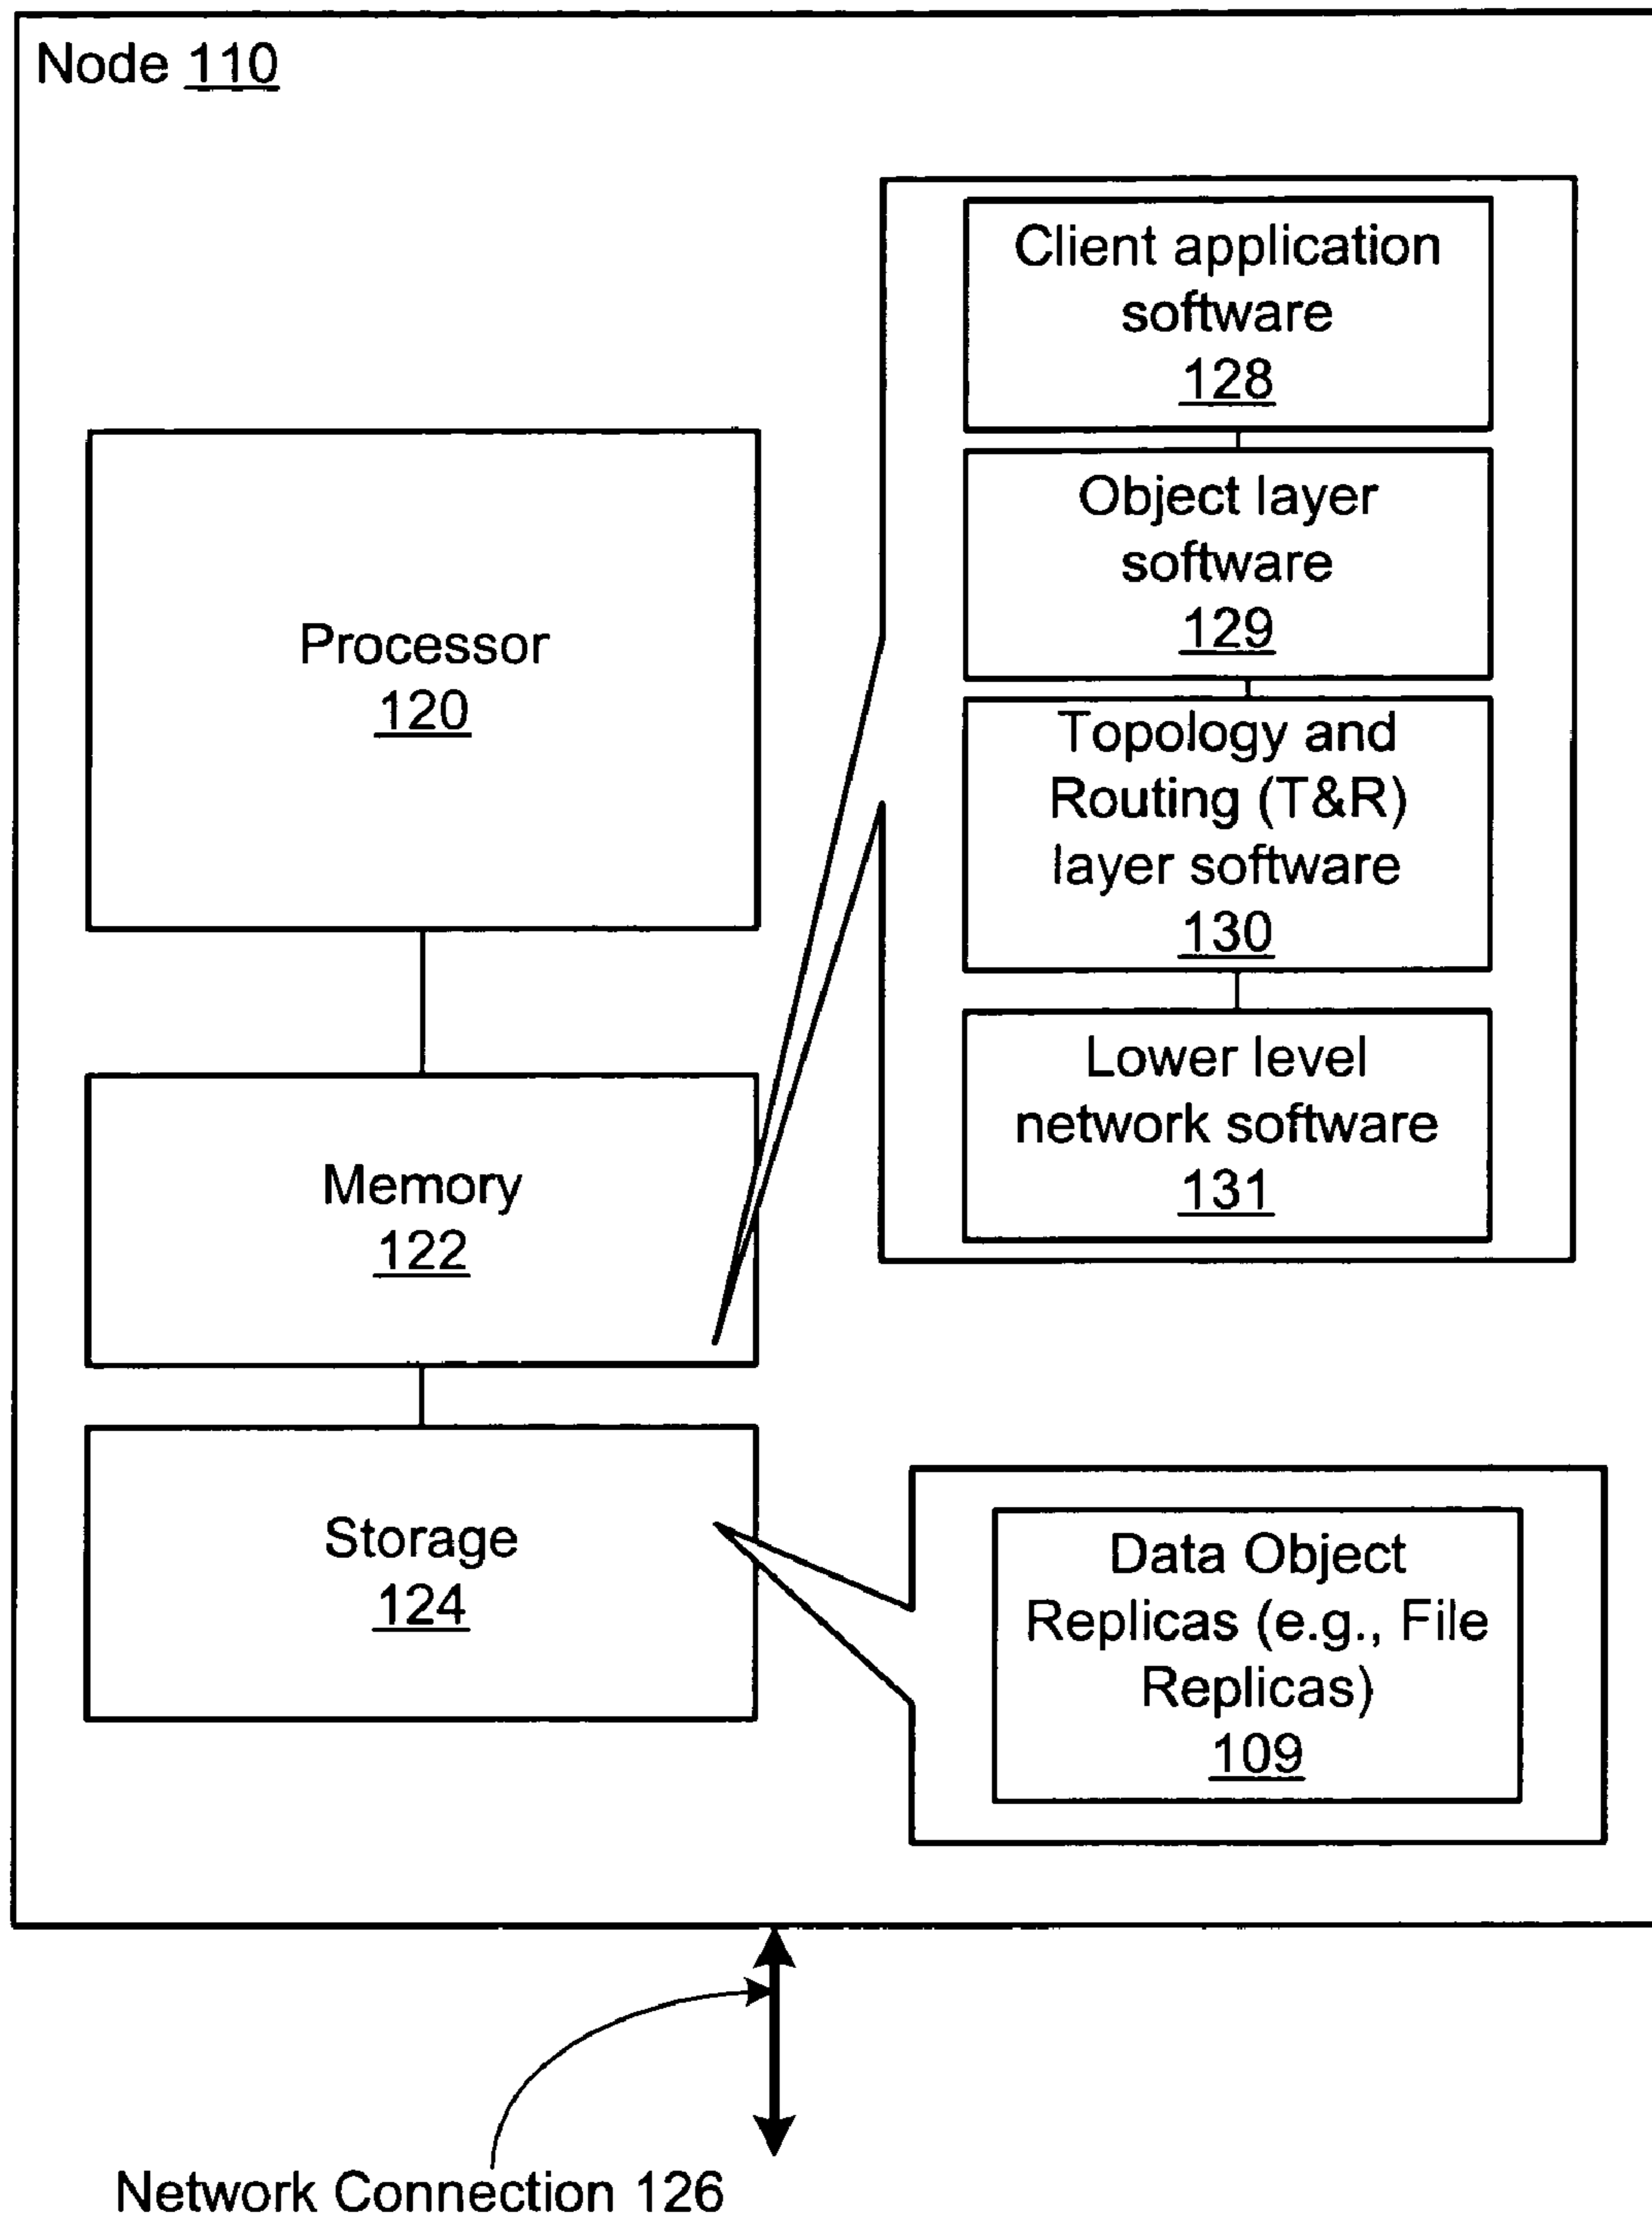 Node 110
Client application
software
128
Object layer
software
129
Topology and
Routing (T&R)
layer software
130
Lower level
network software
131
Processor
120
Memory
122
Storage
124
Data Object
Replicas (e.g., File
Replicas)
109
Network Connection 126